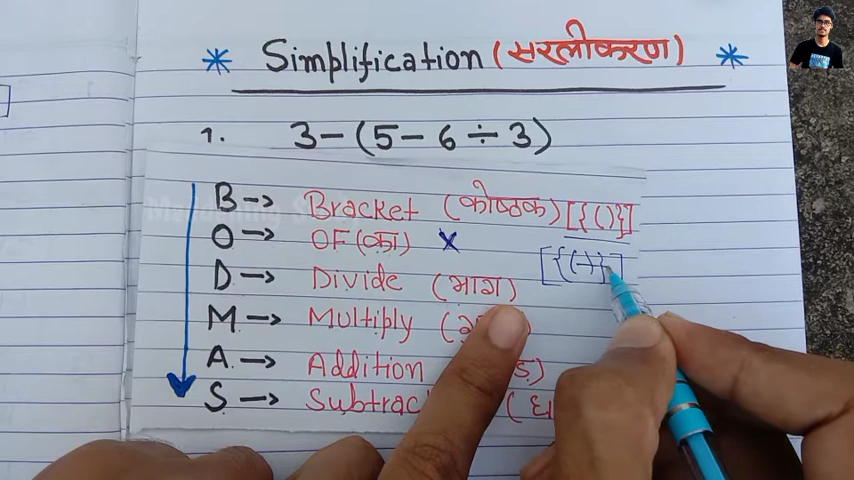 * Simplification (सरलीकरण) *
1. 3-(5-6÷3)
B→ Bracket (कोष्ठक) [{()}]
O→ OF (का) ×
[{(-)}]
D→ Divide (भाग)
M→ Multiply
A→ Addition
S→ Subtrac